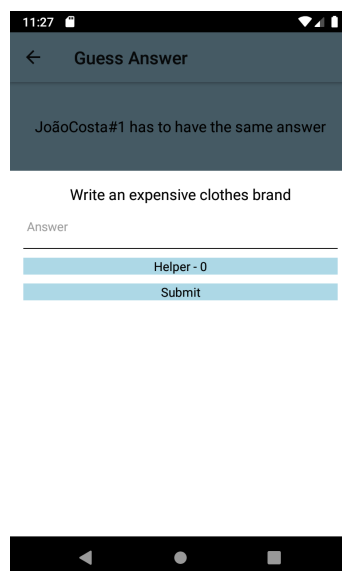 11:27
Guess Answer
JoãoCosta#1 has to have the same answer
Write an expensive clothes brand
Answer
Helper - 0
Submit